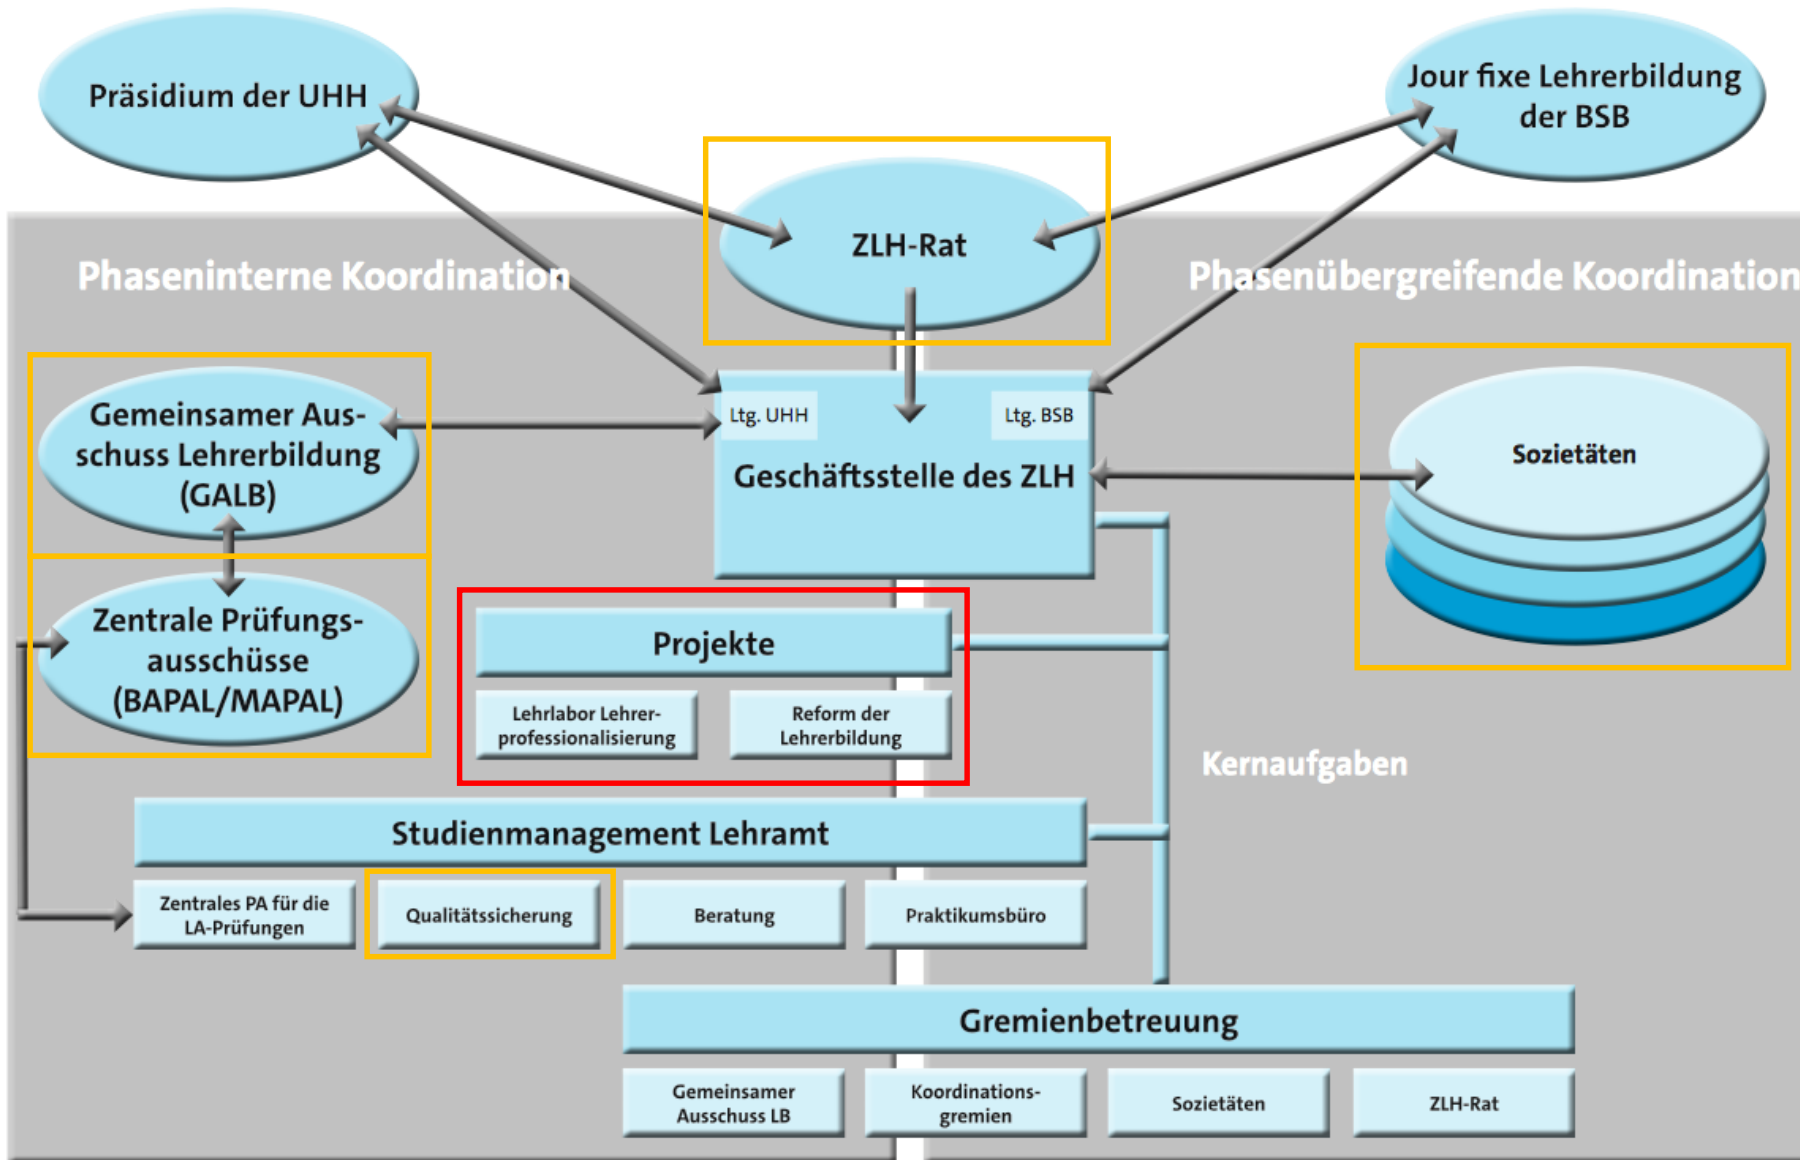 Präsidium der UHH
Jour fixe Lehrerbildung
der BSB
ZLH-Rat
Phaseninterne Koordination
Phasenübergreifende Koordination
Gemeinsamer Aus-
schuss Lehrerbildung
(GALB)
Ltg. UHH
Ltg. BSB
Geschäftsstelle des ZLH
Sozietäten
Zentrale Prüfungs-
ausschüsse
(BAPAL/MAPAL)
Projekte
Lehrlabor Lehrer-
professionalisierung
Reform der
Lehrerbildung
Kernaufgaben
Studienmanagement Lehramt
Zentrales PA für die
LA-Prüfungen
Qualitätssicherung
Beratung
Praktikumsbüro
Gremienbetreuung
Gemeinsamer
Ausschuss LB
Koordinations-
gremien
Sozietäten
ZLH-Rat